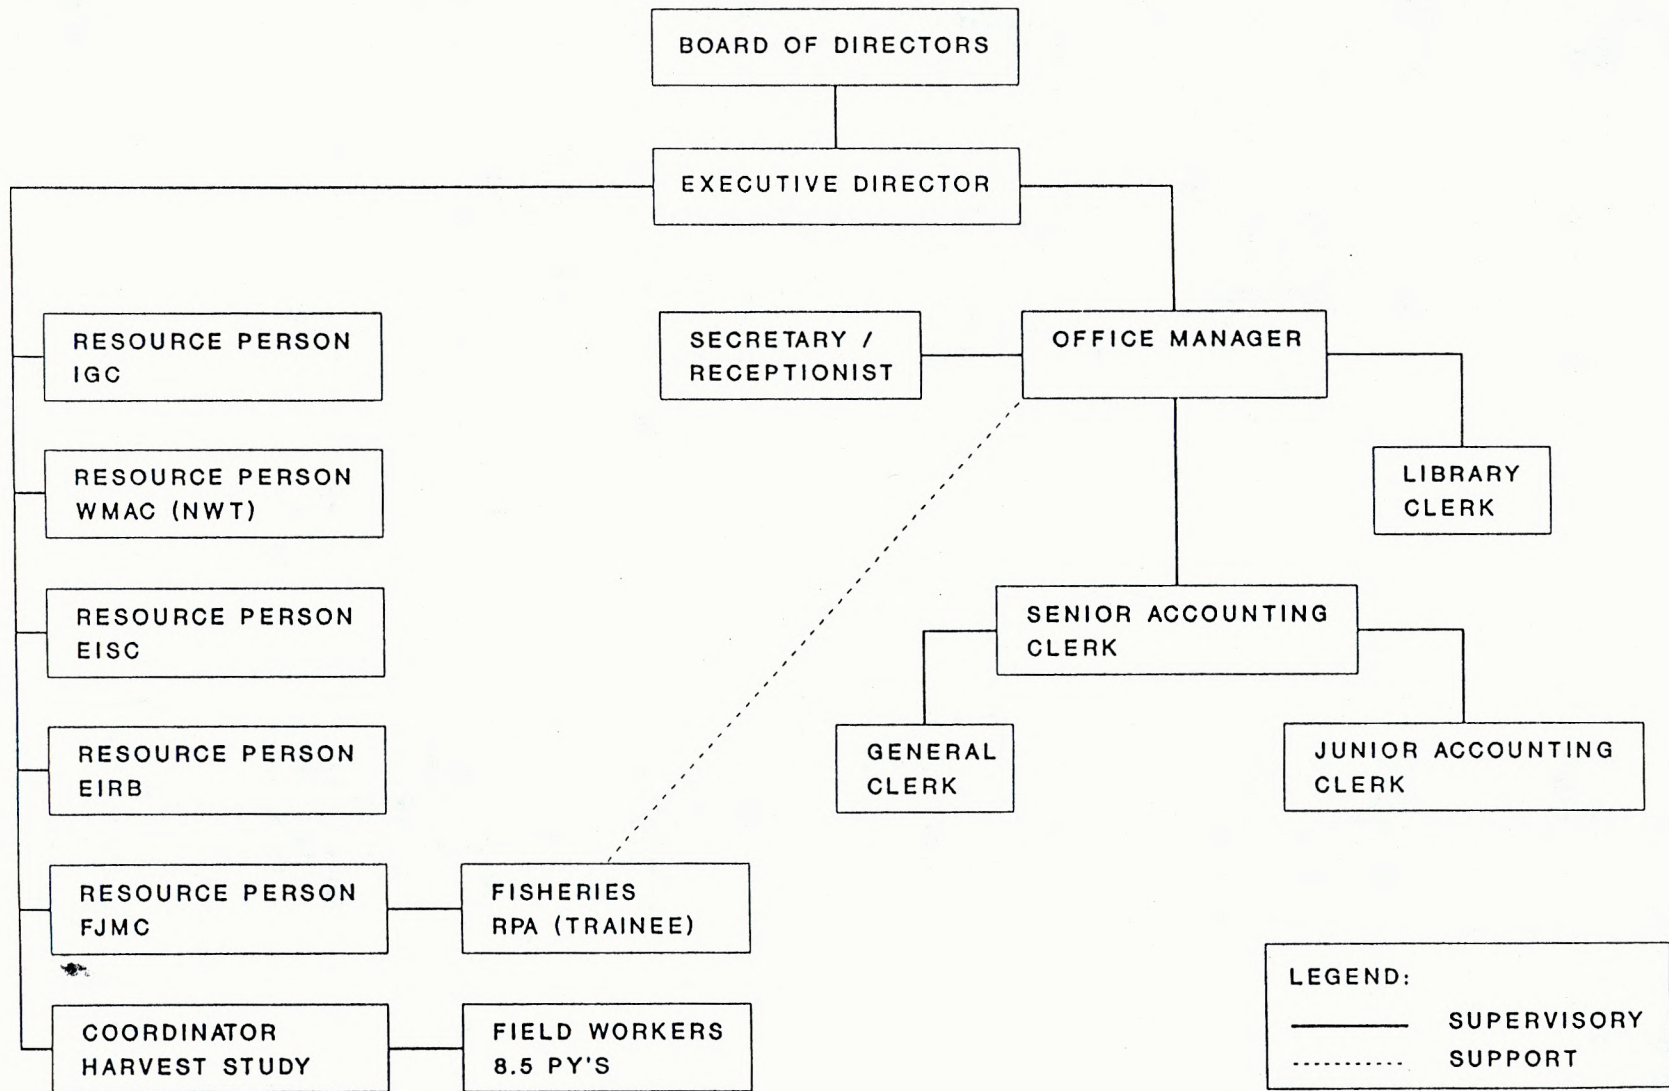 BOARD OF DIRECTORS
EXECUTIVE DIRECTOR
RESOURCE PERSON
IGC
SECRETARY /
RECEPTIONIST
OFFICE MANAGER
RESOURCE PERSON
WMAC (NWT)
LIBRARY
CLERK
RESOURCE PERSON
EISC
SENIOR ACCOUNTING
CLERK
RESOURCE PERSON
EIRB
GENERAL
CLERK
JUNIOR ACCOUNTING
CLERK
RESOURCE PERSON
FJMC
FISHERIES
RPA (TRAINEE)
COORDINATOR
HARVEST STUDY
FIELD WORKERS
8.5 PY'S
LEGEND:
SUPERVISORY
SUPPORT